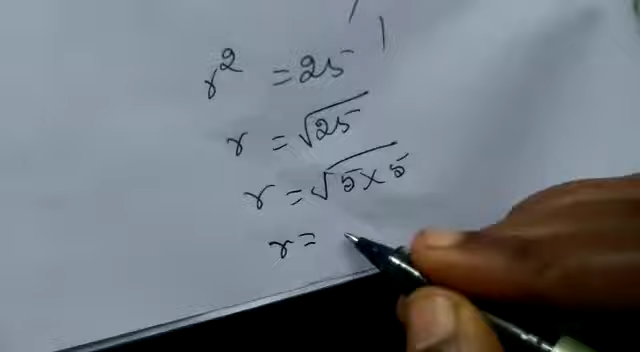 r² = 25
r = √25
r = √5×5
r =